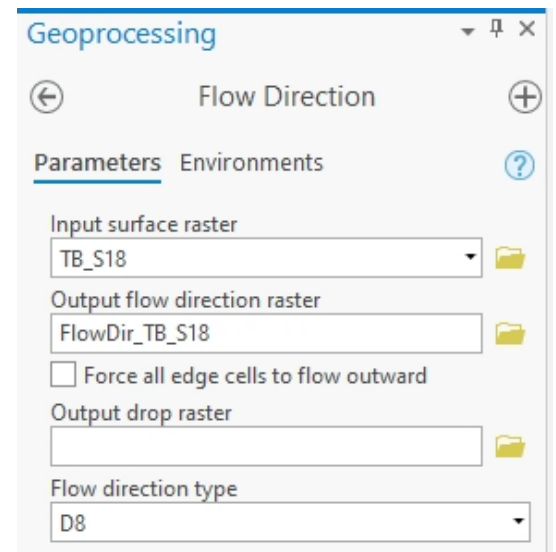 Geoprocessing
Flow Direction
Parameters Environments
Input surface raster
TB_S18
Output flow direction raster
FlowDir_TB_S18
Force all edge cells to flow outward
Output drop raster
Flow direction type
D8